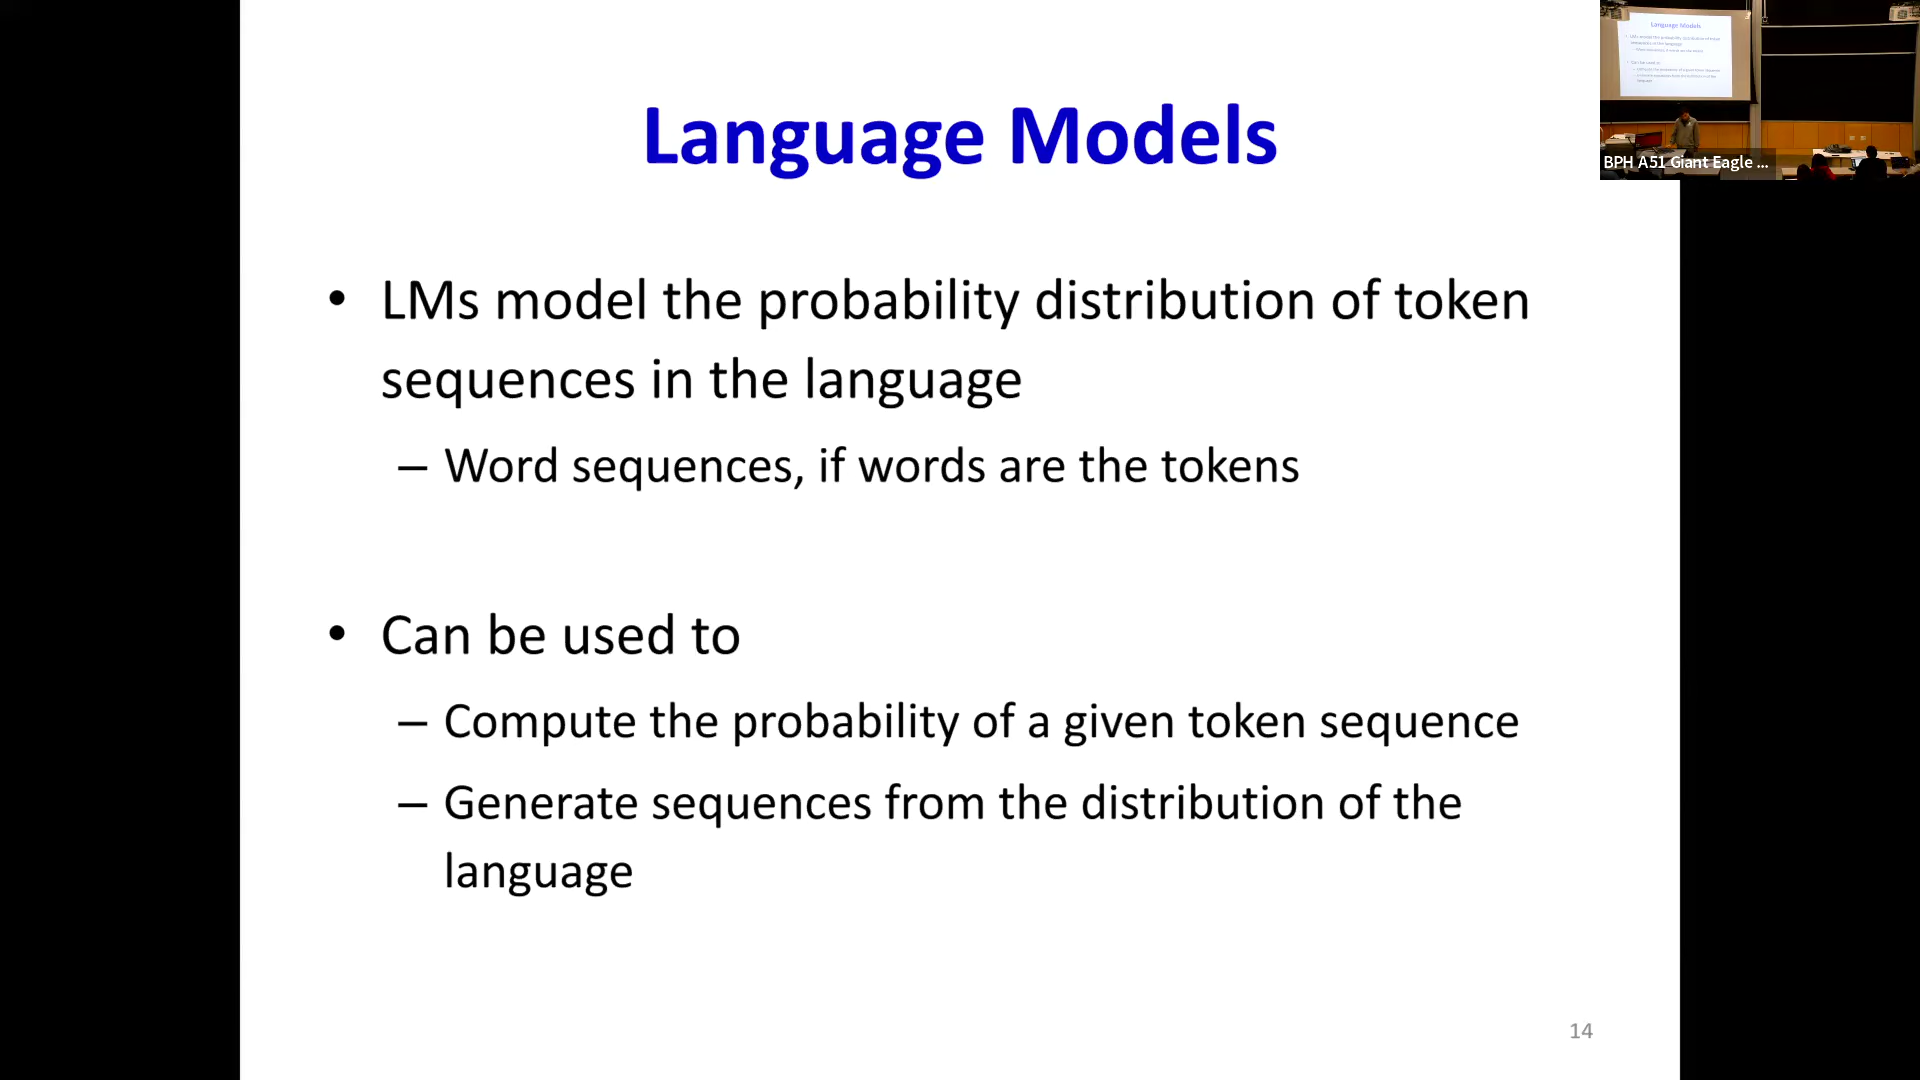 Language Models
• LMs model the probability distribution of token
sequences in the language
– Word sequences, if words are the tokens
• Can be used to
– Compute the probability of a given token sequence
– Generate sequences from the distribution of the
language
14
BPH A51 Giant Eagle ...